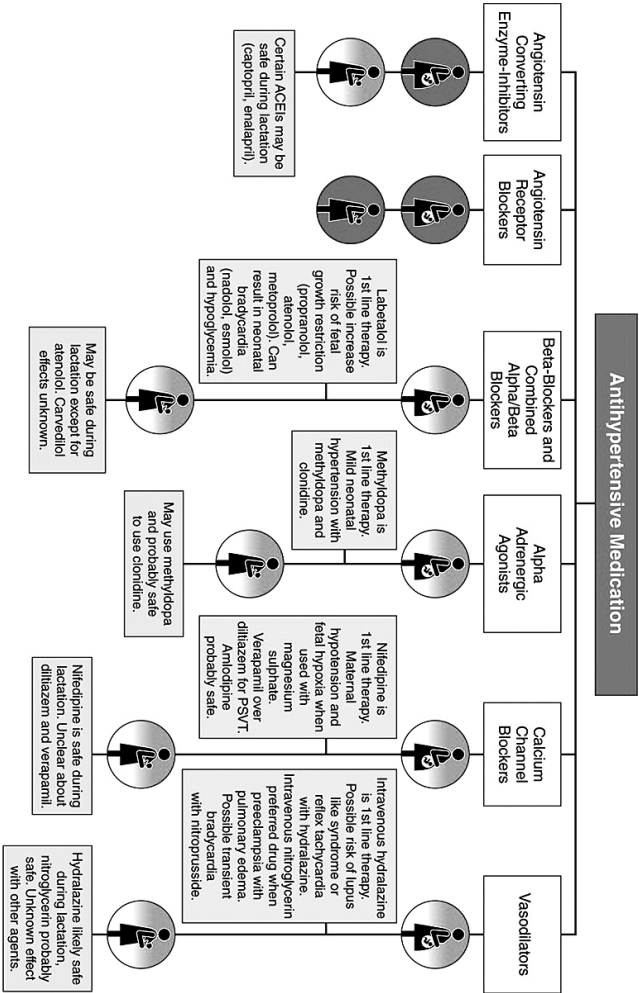 Antihypertensive Medication
Angiotensin
Converting
Enzyme-Inhibitors
Certain ACEIs may be
safe during lactation
(captopril, enalapril).
Angiotensin
Receptor
Blockers
Beta-Blockers and
Combined
Alpha/Beta
Blockers
Labetalol is
1st line therapy.
Possible increase
risk of fetal
growth restriction
(propranolol,
atenolol,
metoprolol). Can
result in neonatal
bradycardia
(nadolol, esmolol)
and hypoglycemia.
May be safe during
lactation except for
atenolol. Carvedilol
effects unknown.
Alpha
Adrenergic
Agonists
Methyldopa is
1st line therapy.
Mild neonatal
hypertension with
methyldopa and
clonidine.
May use methyldopa
and probably safe
to use clonidine.
Calcium
Channel
Blockers
Nifedipine is
1st line therapy.
Maternal
hypotension and
fetal hypoxia when
used with
magnesium
sulphate.
Verapamil over
diltiazem for PSVT.
Amlodipine
probably safe.
Nifedipine is safe during
lactation. Unclear about
diltiazem and verapamil.
Vasodilators
Intravenous hydralazine
is 1st line therapy.
Possible risk of lupus
like syndrome or
reflex tachycardia
with hydralazine.
Intravenous nitroglycerin
preferred drug when
preeclampsia with
pulmonary edema.
Possible transient
bradycardia
with nitroprusside.
Hydralazine likely safe
during lactation,
nitroglycerin probably
safe. Unknown effect
with other agents.